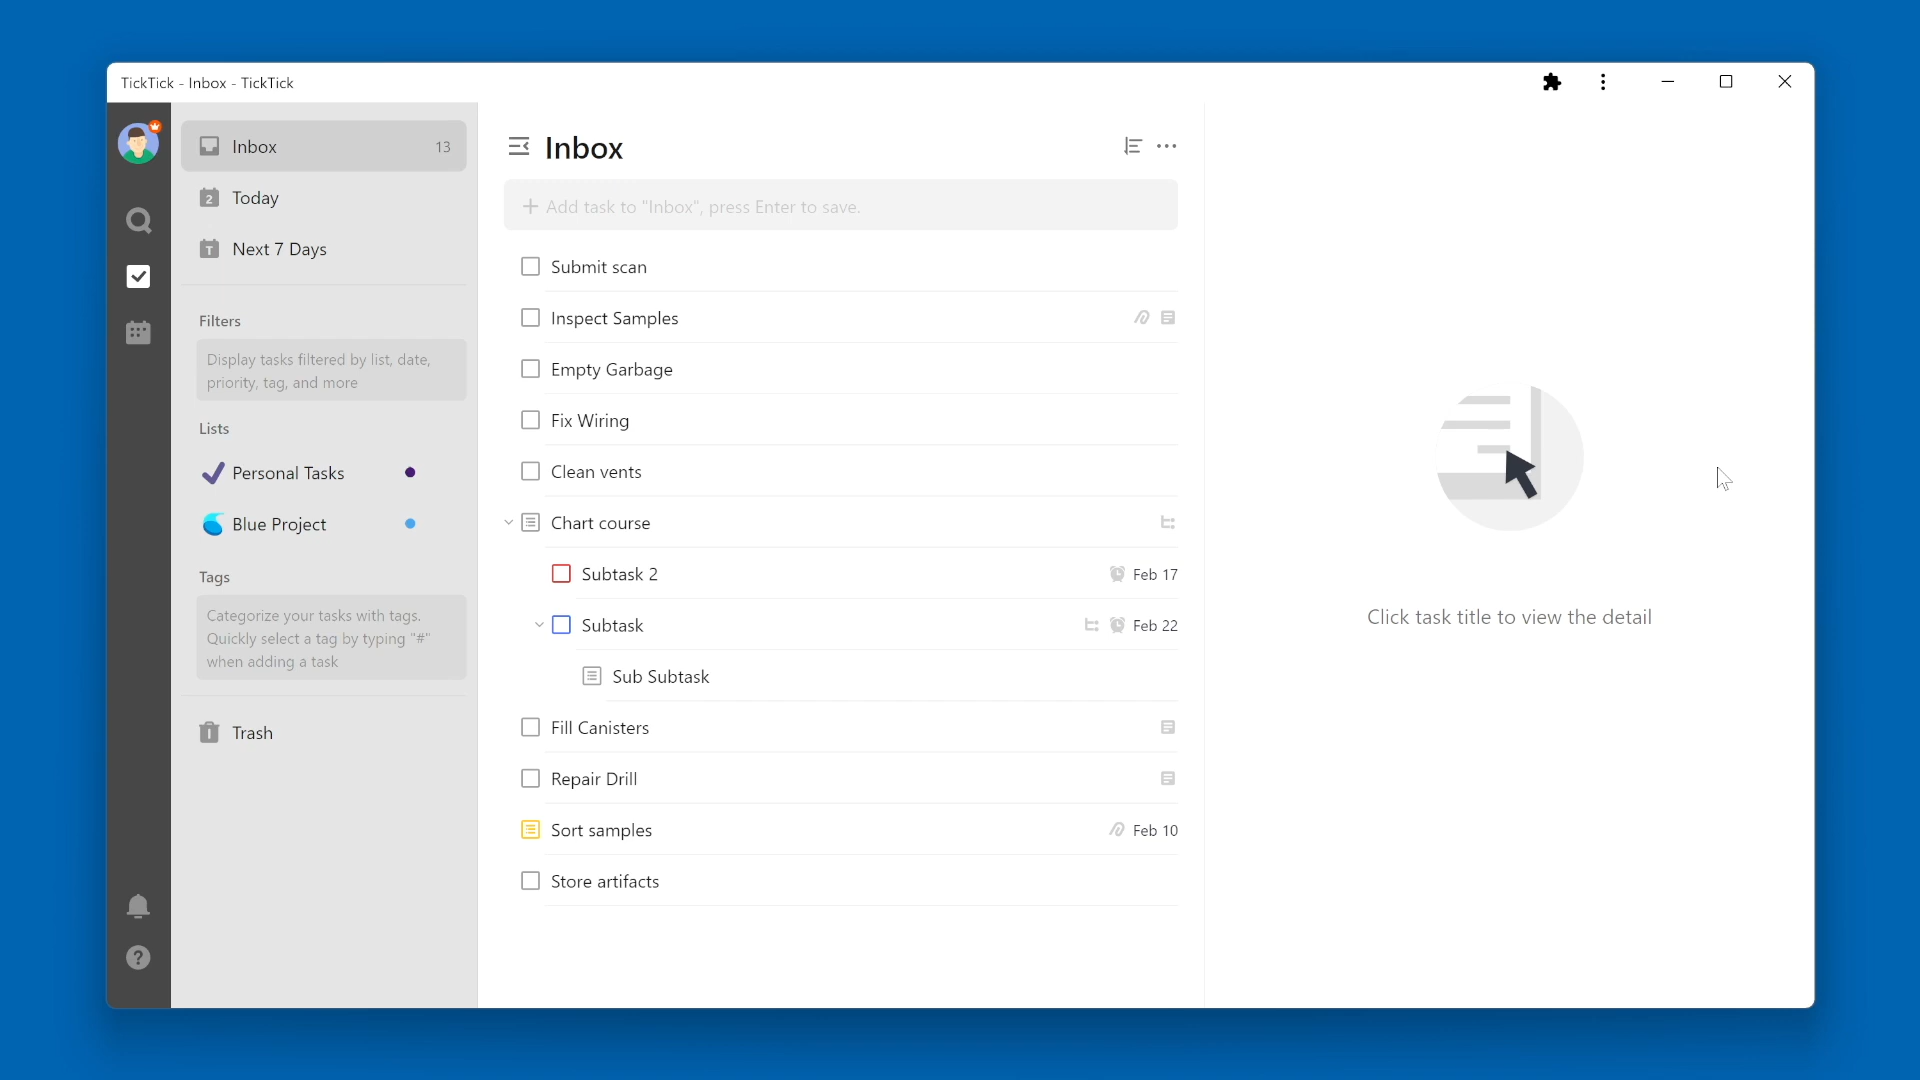 TickTick - Inbox - TickTick
Inbox 13
2 Today
T Next 7 Days
Filters
Display tasks filtered by list, date,
priority, tag, and more
Lists
Personal Tasks
Blue Project
Tags
Categorize your tasks with tags.
Quickly select a tag by typing "#"
when adding a task
Trash
?
Inbox
+ Add task to "Inbox", press Enter to save.
Submit scan
Inspect Samples
Empty Garbage
Fix Wiring
Clean vents
Chart course
Subtask 2 Feb 17
Subtask Feb 22
Sub Subtask
Fill Canisters
Repair Drill
Sort samples Feb 10
Store artifacts
Click task title to view the detail